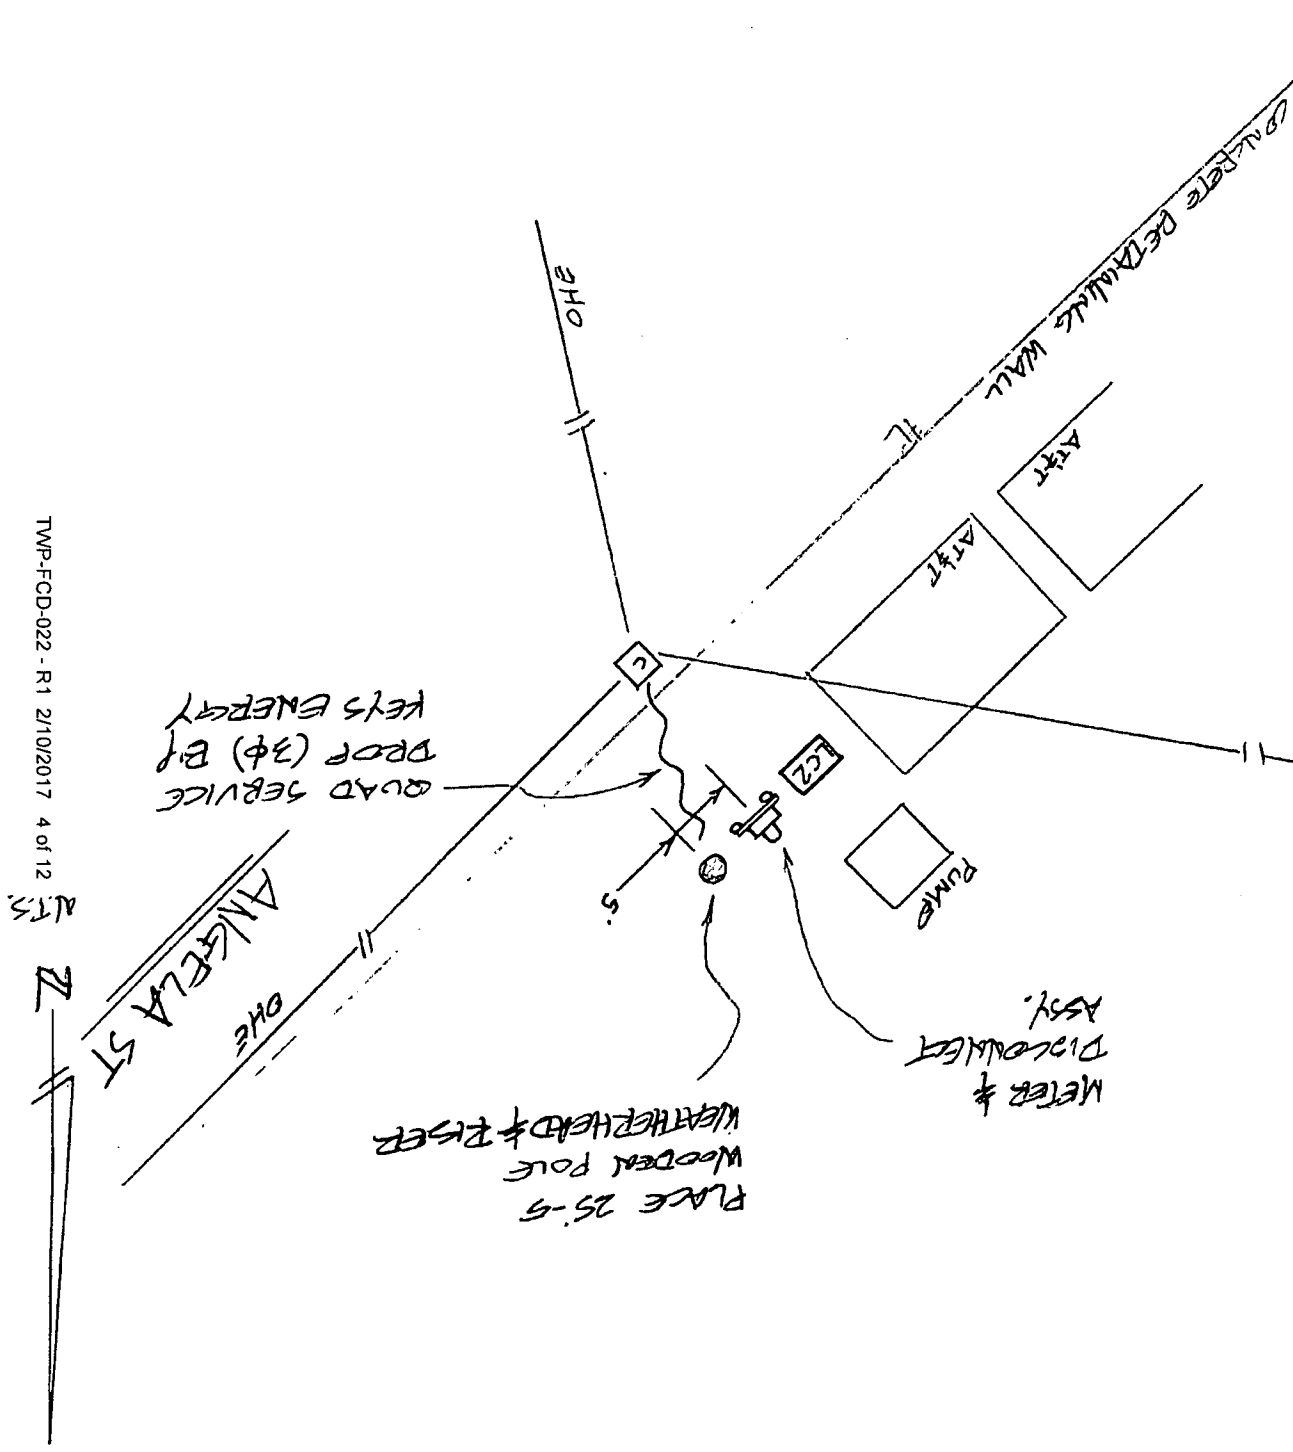 CONCRETE RETAINING WALL
OHE
AT&T
AT&T
C
KEYS ENERGY
LC2
PUMP
5'
QUAD SERVICE
DROP (3Φ) BY
ANGELA ST
OHE
N.T.S.
N
METER &
DISCONNECT
ASSY.
PLACE 25'-5
WOODEN POLE
WEATHERHEAD & RISER
TWP-FCD-022 - R1 2/10/2017 4 of 12